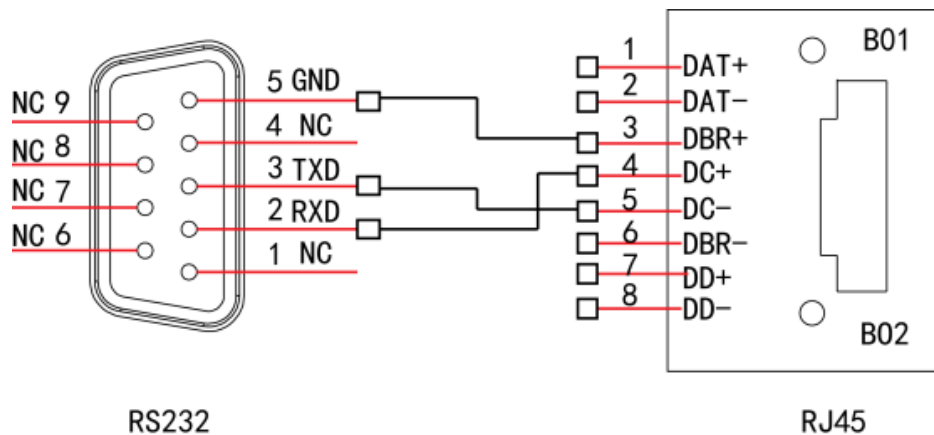 NC 9
NC 8
NC 7
NC 6
5 GND
4 NC
3 TXD
2 RXD
1 NC
RS232
1 DAT+
2 DAT-
3 DBR+
4 DC+
5 DC-
6 DBR-
7 DD+
8 DD-
B01
B02
RJ45